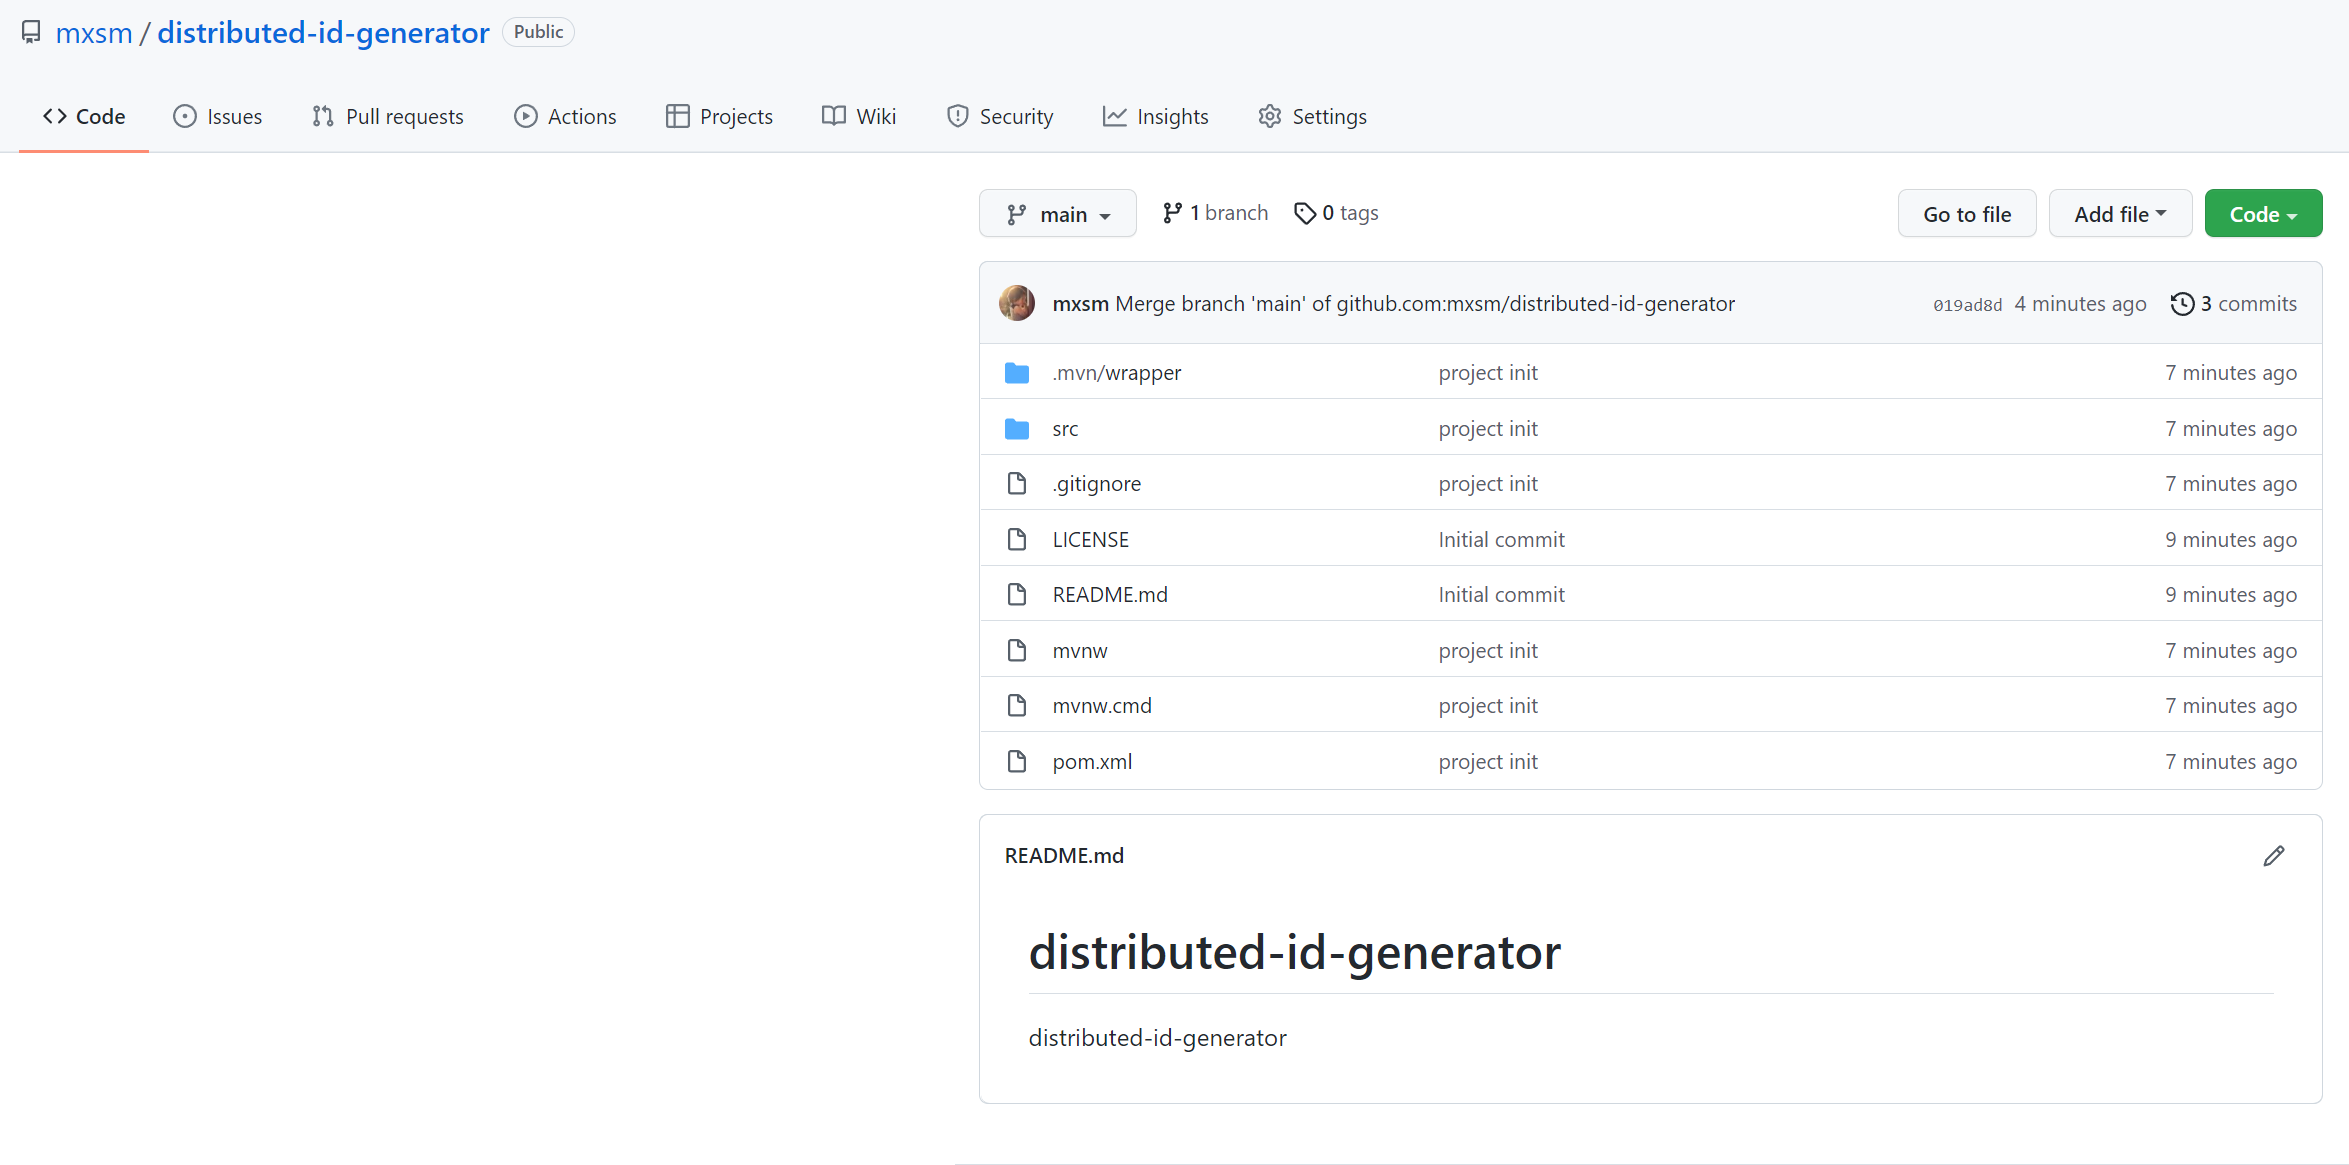 mxsm / distributed-id-generator Public
Code Issues Pull requests Actions Projects Wiki Security Insights Settings
main 1 branch 0 tags Go to file Add file Code
mxsm Merge branch 'main' of github.com:mxsm/distributed-id-generator 019ad8d 4 minutes ago 3 commits
.mvn/wrapper project init 7 minutes ago
src project init 7 minutes ago
.gitignore project init 7 minutes ago
LICENSE Initial commit 9 minutes ago
README.md Initial commit 9 minutes ago
mvnw project init 7 minutes ago
mvnw.cmd project init 7 minutes ago
pom.xml project init 7 minutes ago
README.md
distributed-id-generator
distributed-id-generator